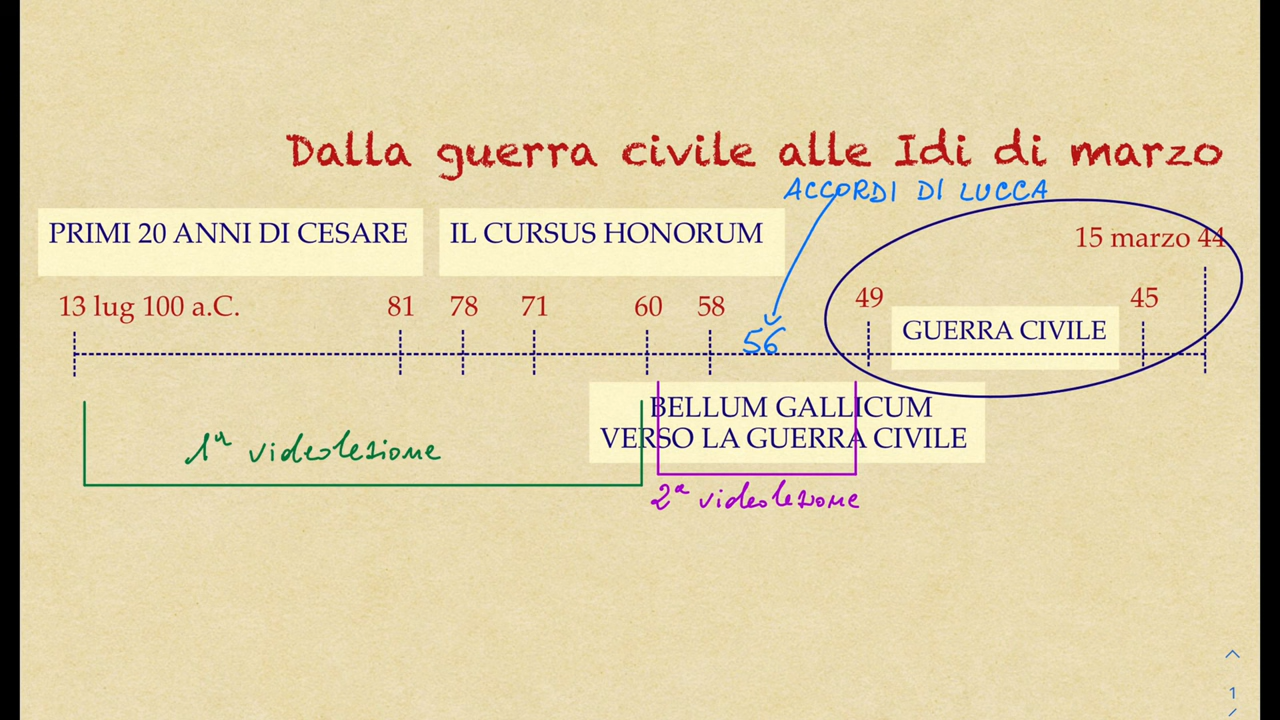 Dalla guerra civile alle Idi di marzo
ACCORDI DI LUCCA
PRIMI 20 ANNI DI CESARE
IL CURSUS HONORUM
15 marzo 44
13 lug 100 a.C.
81
78
71
60
58
49
45
56
GUERRA CIVILE
BELLUM GALLICUM
VERSO LA GUERRA CIVILE
1ª videolezione
2ª videolezione
1